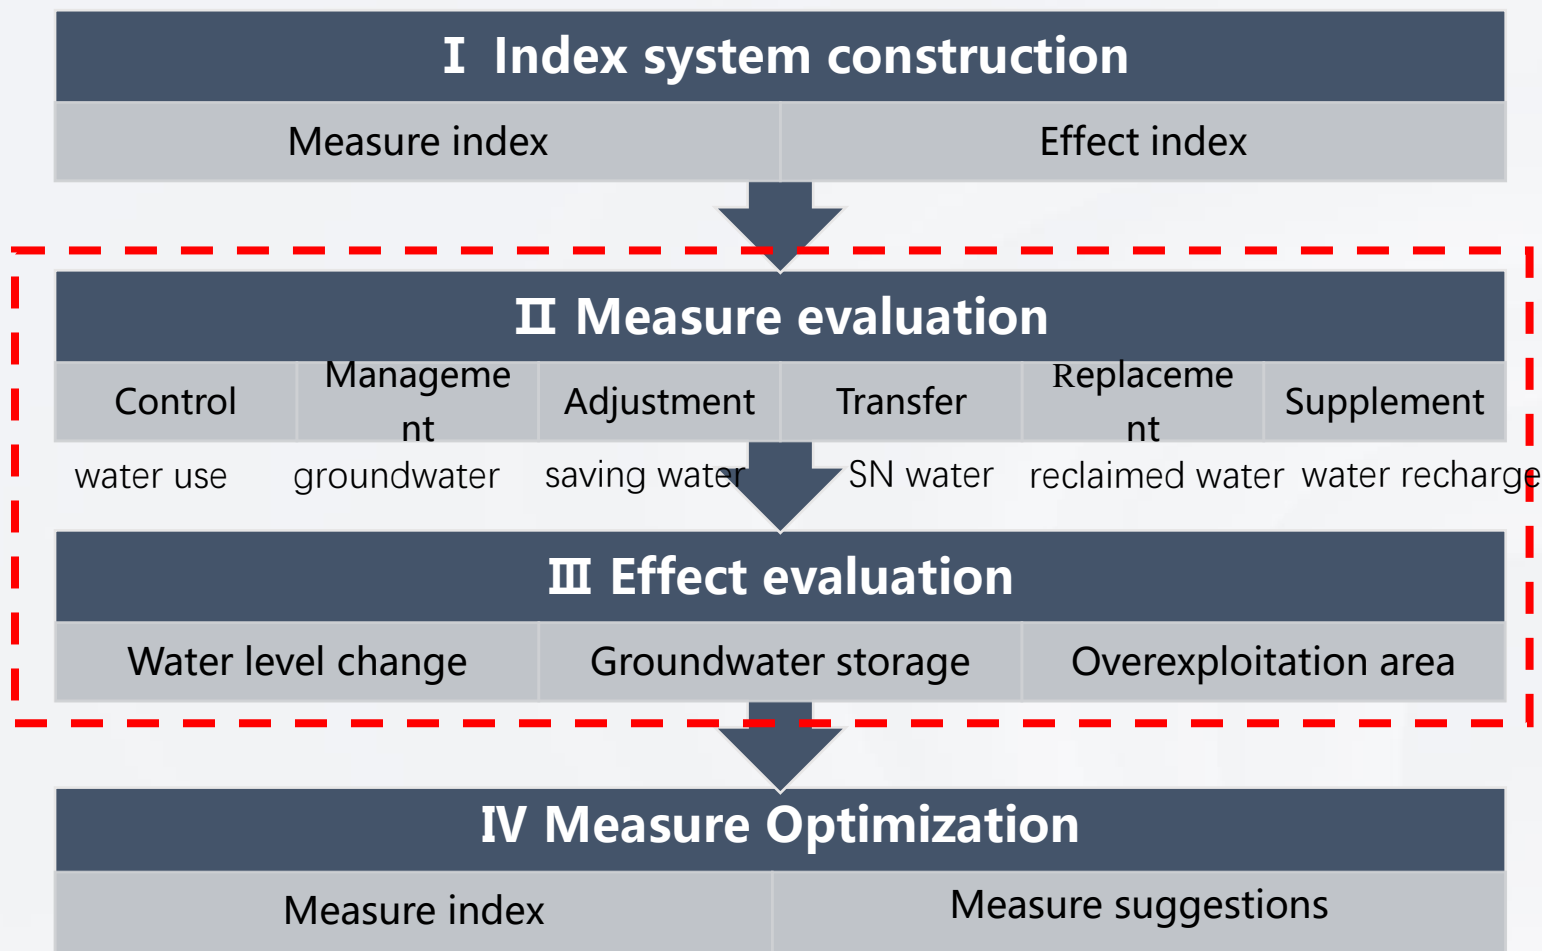 Ⅰ Index system construction
Measure index
Effect index
Ⅱ Measure evaluation
Control
Manageme
nt
Adjustment
Transfer
Replaceme
nt
Supplement
water use
groundwater
saving water
SN water
reclaimed water
water recharge
Ⅲ Effect evaluation
Water level change
Groundwater storage
Overexploitation area
Ⅳ Measure Optimization
Measure index
Measure suggestions